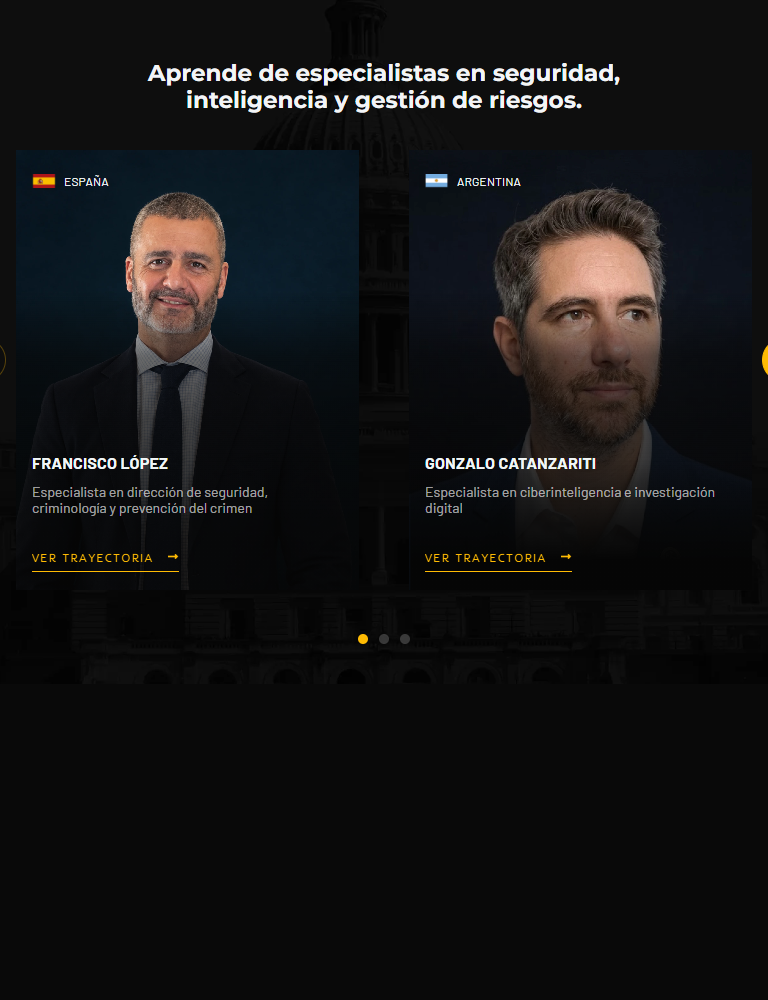 Aprende de especialistas en seguridad,
inteligencia y gestión de riesgos.
ESPAÑA
FRANCISCO LÓPEZ
Especialista en dirección de seguridad,
criminología y prevención del crimen
VER TRAYECTORIA
ARGENTINA
GONZALO CATANZARITI
Especialista en ciberinteligencia e investigación
digital
VER TRAYECTORIA